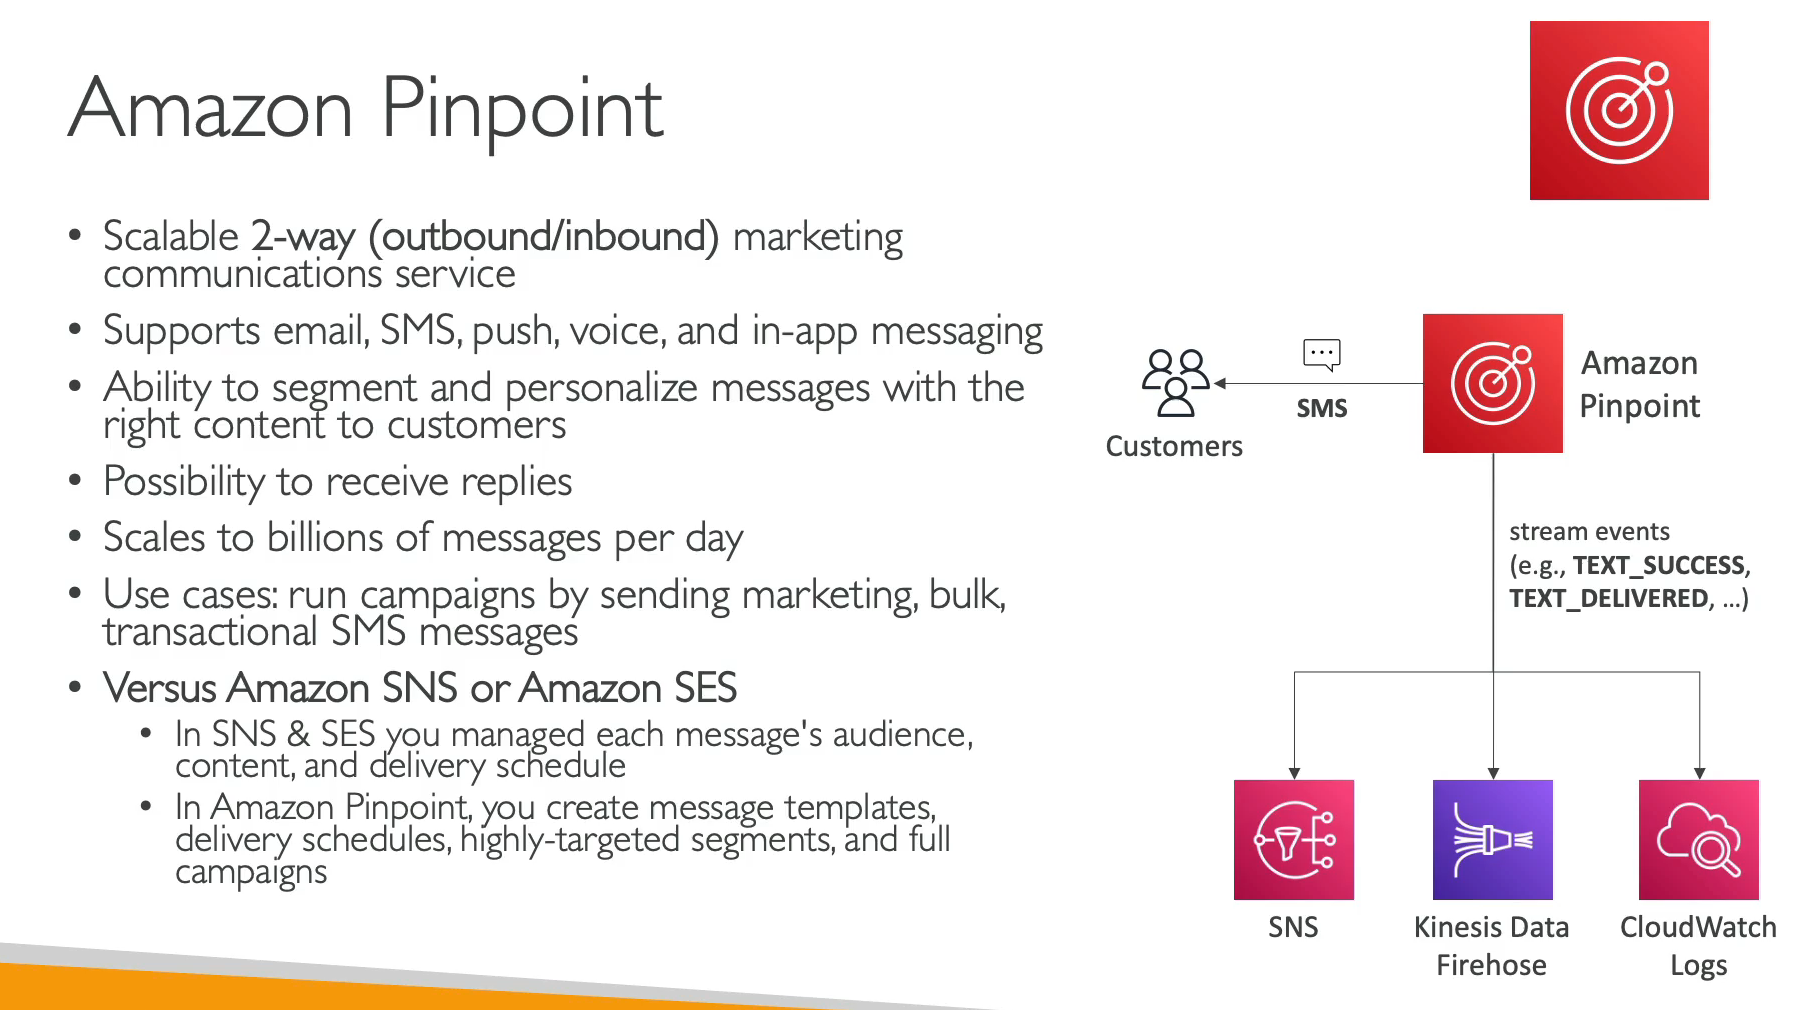 Amazon Pinpoint
• Scalable 2-way (outbound/inbound) marketing
communications service
• Supports email, SMS, push, voice, and in-app messaging
• Ability to segment and personalize messages with the
right content to customers
• Possibility to receive replies
• Scales to billions of messages per day
• Use cases: run campaigns by sending marketing, bulk,
transactional SMS messages
• Versus Amazon SNS or Amazon SES
• In SNS & SES you managed each message's audience,
content, and delivery schedule
• In Amazon Pinpoint, you create message templates,
delivery schedules, highly-targeted segments, and full
campaigns
Customers
SMS
Amazon
Pinpoint
stream events
(e.g., TEXT_SUCCESS,
TEXT_DELIVERED, ...)
SNS
Kinesis Data
Firehose
CloudWatch
Logs